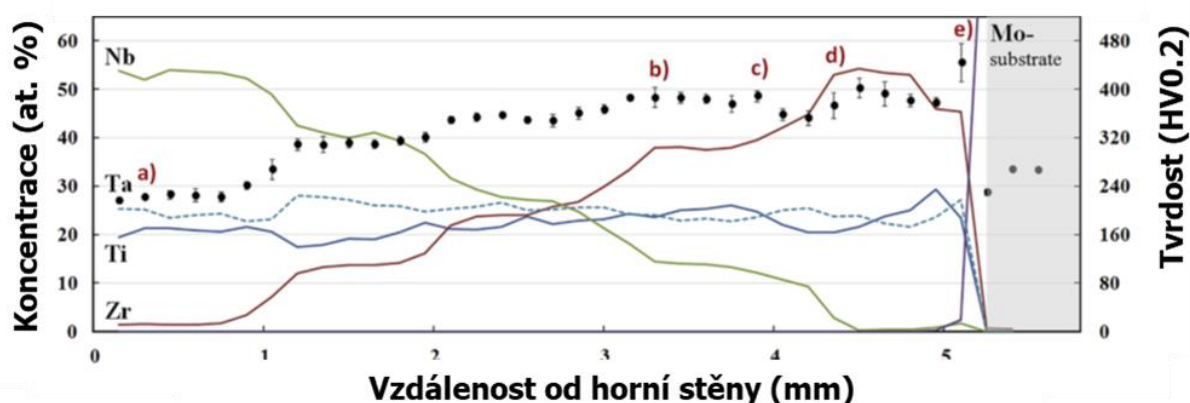 Koncentrace (at. %)
60
50
40
30
20
10
0
Nb
Ta
Ti
Zr
a)
b)
c)
d)
e)
Mo-
substrate
480
400
320
240
160
80
0
Tvrdost (HV0.2)
0 1 2 3 4 5
Vzdálenost od horní stěny (mm)